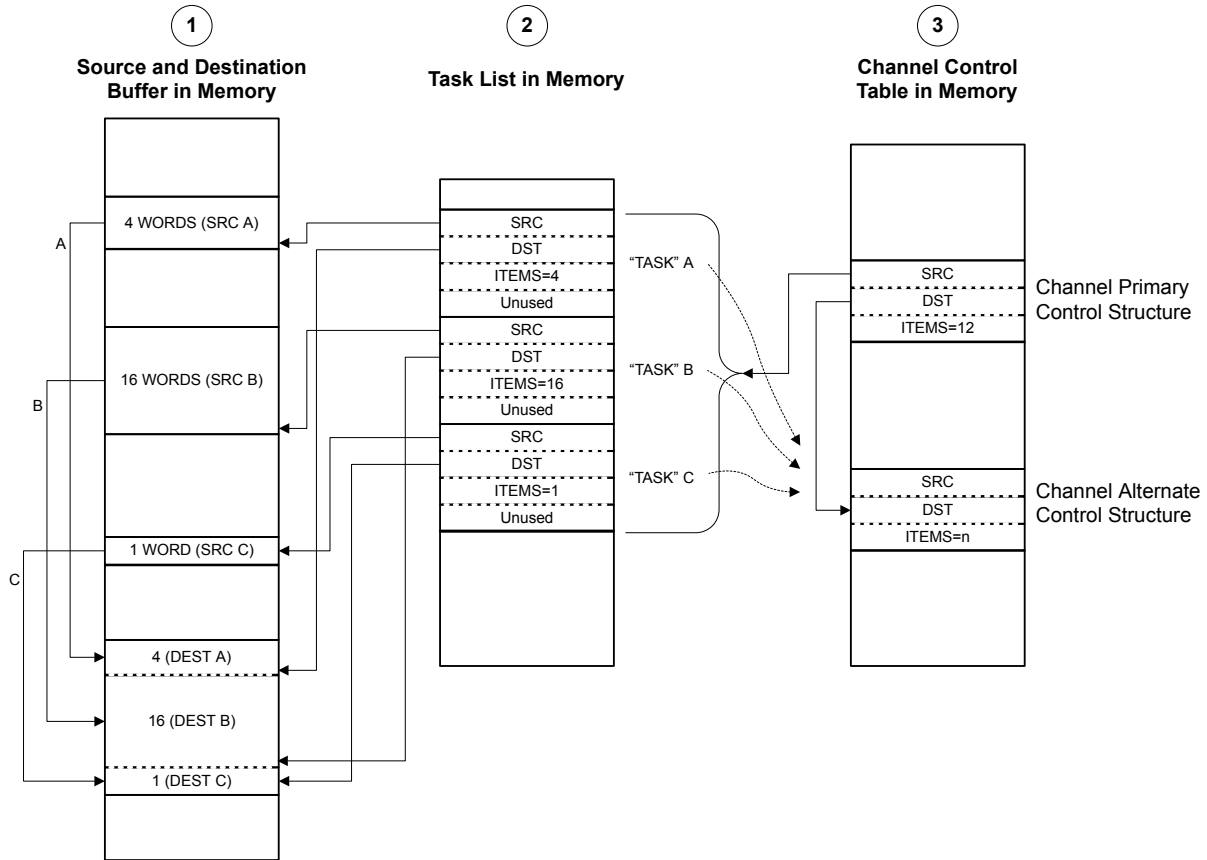 1
Source and Destination
Buffer in Memory
4 WORDS (SRC A)
A
16 WORDS (SRC B)
B
1 WORD (SRC C)
C
4 (DEST A)
16 (DEST B)
1 (DEST C)
2
Task List in Memory
SRC
DST
ITEMS=4
Unused
SRC
DST
ITEMS=16
Unused
SRC
DST
ITEMS=1
Unused
“TASK” A
“TASK” B
“TASK” C
3
Channel Control
Table in Memory
SRC
DST
ITEMS=12
Channel Primary
Control Structure
SRC
DST
ITEMS=n
Channel Alternate
Control Structure